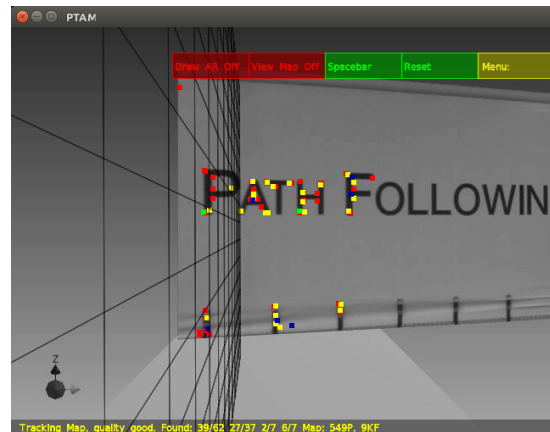 PTAM
Draw AR Off View Map Off Spacebar Reset Menu:
PATH FOLLOWIN
Z
Tracking Map, quality good. Found: 39/62 27/37 2/7 6/7 Map: 549P, 9KF